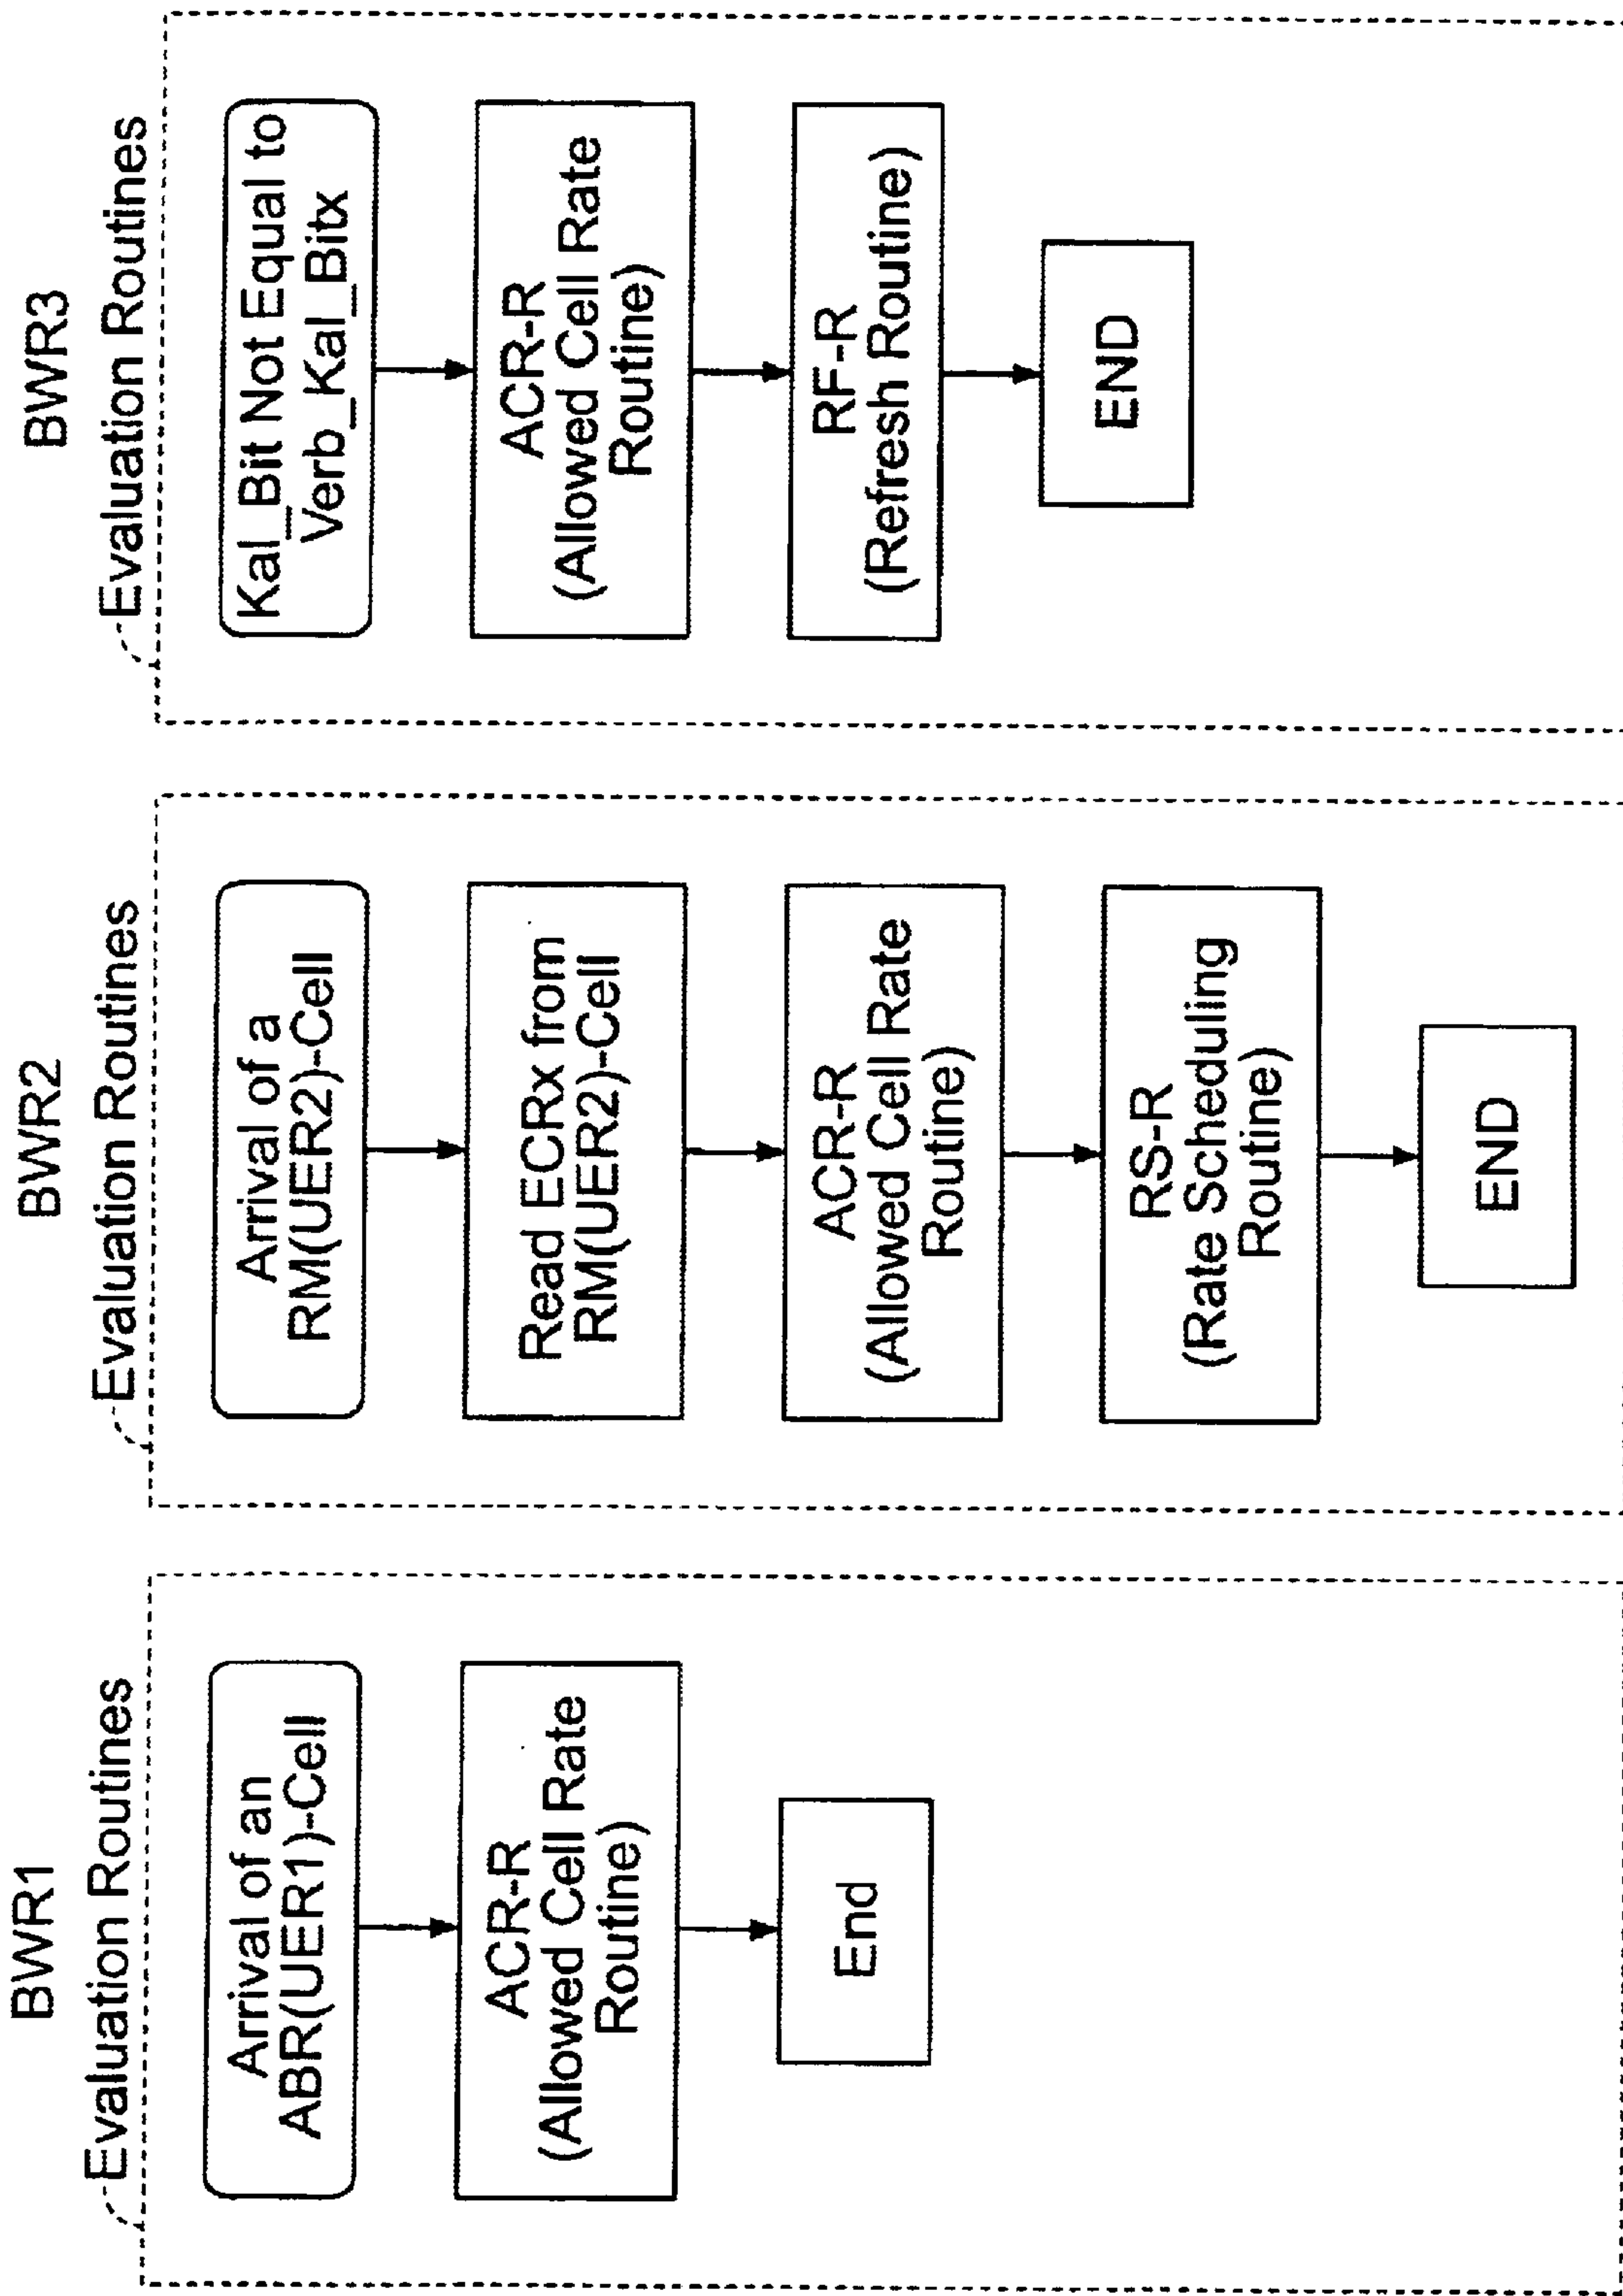 BWR1
Evaluation Routines
Arrival of an
ABR(UER1)-Cell
ACR-R
(Allowed Cell Rate
Routine)
End
BWR2
Evaluation Routines
Arrival of a
RM(UER2)-Cell
Read ECRx from
RM(UER2)-Cell
ACR-R
(Allowed Cell Rate
Routine)
RS-R
(Rate Scheduling
Routine)
END
BWR3
Evaluation Routines
Kal_Bit Not Equal to
Verb_Kal_Bitx
ACR-R
(Allowed Cell Rate
Routine)
RF-R
(Refresh Routine)
END